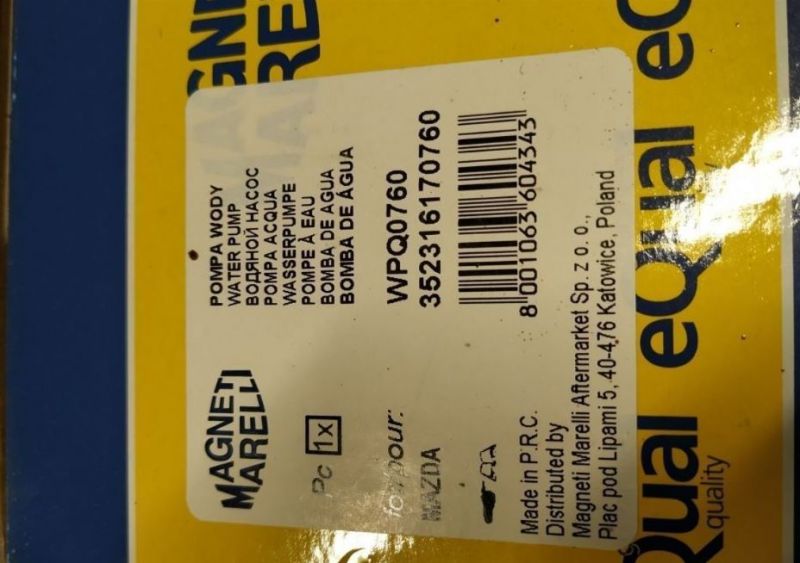 MAGNETI
MARELLI
POMPA WODY
WATER PUMP
ВОДЯНОЙ НАСОС
POMPA ACQUA
WASSERPUMPE
POMPE À EAU
BOMBA DE AGUA
BOMBA DE ÁGUA
Pc 1x
WPQ0760
352316170760
for/pour:
MAZDA
8 001063 604343
Made in P.R.C.
Distributed by
Magneti Marelli Aftermarket Sp. z o. o.,
Plac pod Lipami 5, 40-476 Katowice, Poland
eQual
quality